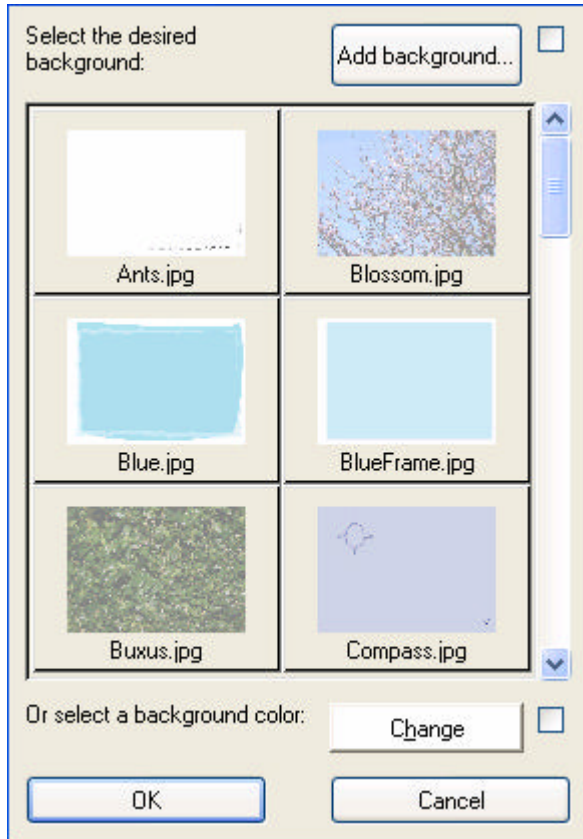 Select the desired
background:
Add background...
Ants.jpg
Blossom.jpg
Blue.jpg
BlueFrame.jpg
Buxus.jpg
Compass.jpg
Or select a background color:
Change
OK
Cancel